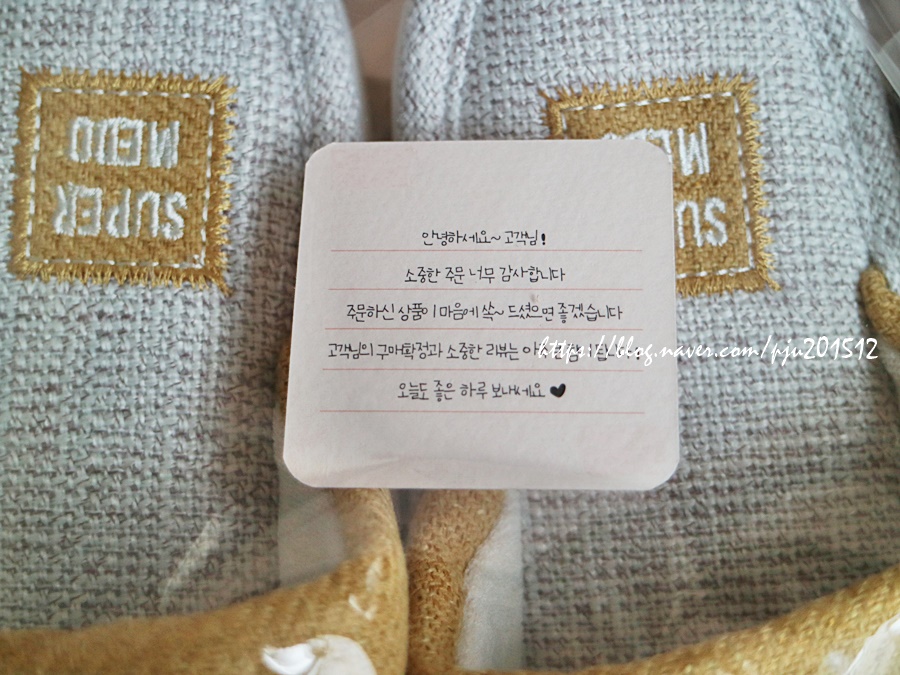 SUPER
MEDO
SUPER
MEDO
안녕하세요~ 고객님!
소중한 주문 너무 감사합니다
주문하신 상품이 마음에 쏙~ 드셨으면 좋겠습니다
고객님의 구매확정과 소중한 리뷰는
https://blog.naver.com/pju201512
오늘도 좋은 하루 보내세요 ♥